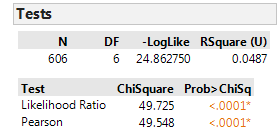 Tests
N DF -LogLike RSquare (U)
606 6 24.862750 0.0487
Test ChiSquare Prob>ChiSq
Likelihood Ratio 49.725 <.0001*
Pearson 49.548 <.0001*